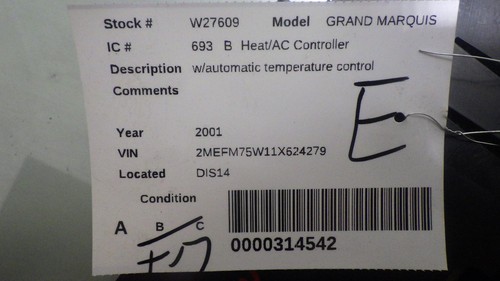 Stock # W27609 Model GRAND MARQUIS
IC # 693 B Heat/AC Controller
Description w/automatic temperature control
Comments
E
Year 2001
VIN 2MEFM75W11X624279
Located DIS14
Condition
A B C
0000314542